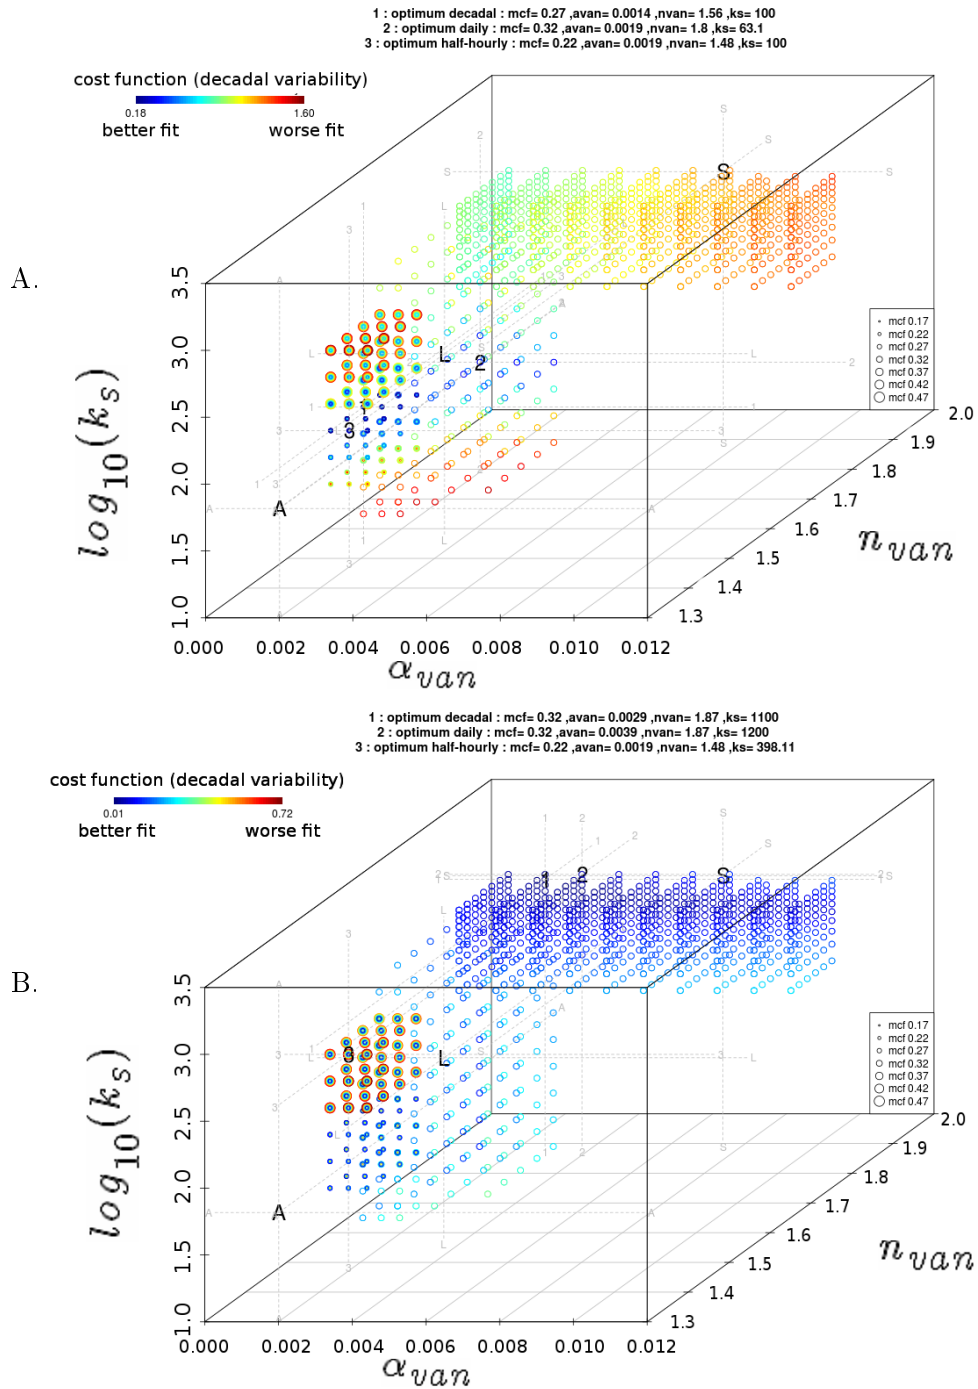 1 : optimum decadal : mcf= 0.27 ,avan= 0.0014 ,nvan= 1.56 ,ks= 100
2 : optimum daily : mcf= 0.32 ,avan= 0.0019 ,nvan= 1.8 ,ks= 63.1
3 : optimum half-hourly : mcf= 0.22 ,avan= 0.0019 ,nvan= 1.48 ,ks= 100
cost function (decadal variability)
0.18 1.60
better fit worse fit
A.
S
L
2
1
3
A
mcf 0.17
mcf 0.22
mcf 0.27
mcf 0.32
mcf 0.37
mcf 0.42
mcf 0.47
3.5
3.0
2.5
2.0
1.5
1.0
log10(kS)
2.0
1.9
1.8
1.7
1.6
1.5
1.4
1.3
nvan
0.000 0.002 0.004 0.006 0.008 0.010 0.012
αvan
1 : optimum decadal : mcf= 0.32 ,avan= 0.0029 ,nvan= 1.87 ,ks= 1100
2 : optimum daily : mcf= 0.32 ,avan= 0.0039 ,nvan= 1.87 ,ks= 1200
3 : optimum half-hourly : mcf= 0.22 ,avan= 0.0019 ,nvan= 1.48 ,ks= 398.11
cost function (decadal variability)
0.01 0.72
better fit worse fit
B.
1 2 S
3 L
A
mcf 0.17
mcf 0.22
mcf 0.27
mcf 0.32
mcf 0.37
mcf 0.42
mcf 0.47
3.5
3.0
2.5
2.0
1.5
1.0
log10(kS)
2.0
1.9
1.8
1.7
1.6
1.5
1.4
1.3
nvan
0.000 0.002 0.004 0.006 0.008 0.010 0.012
αvan